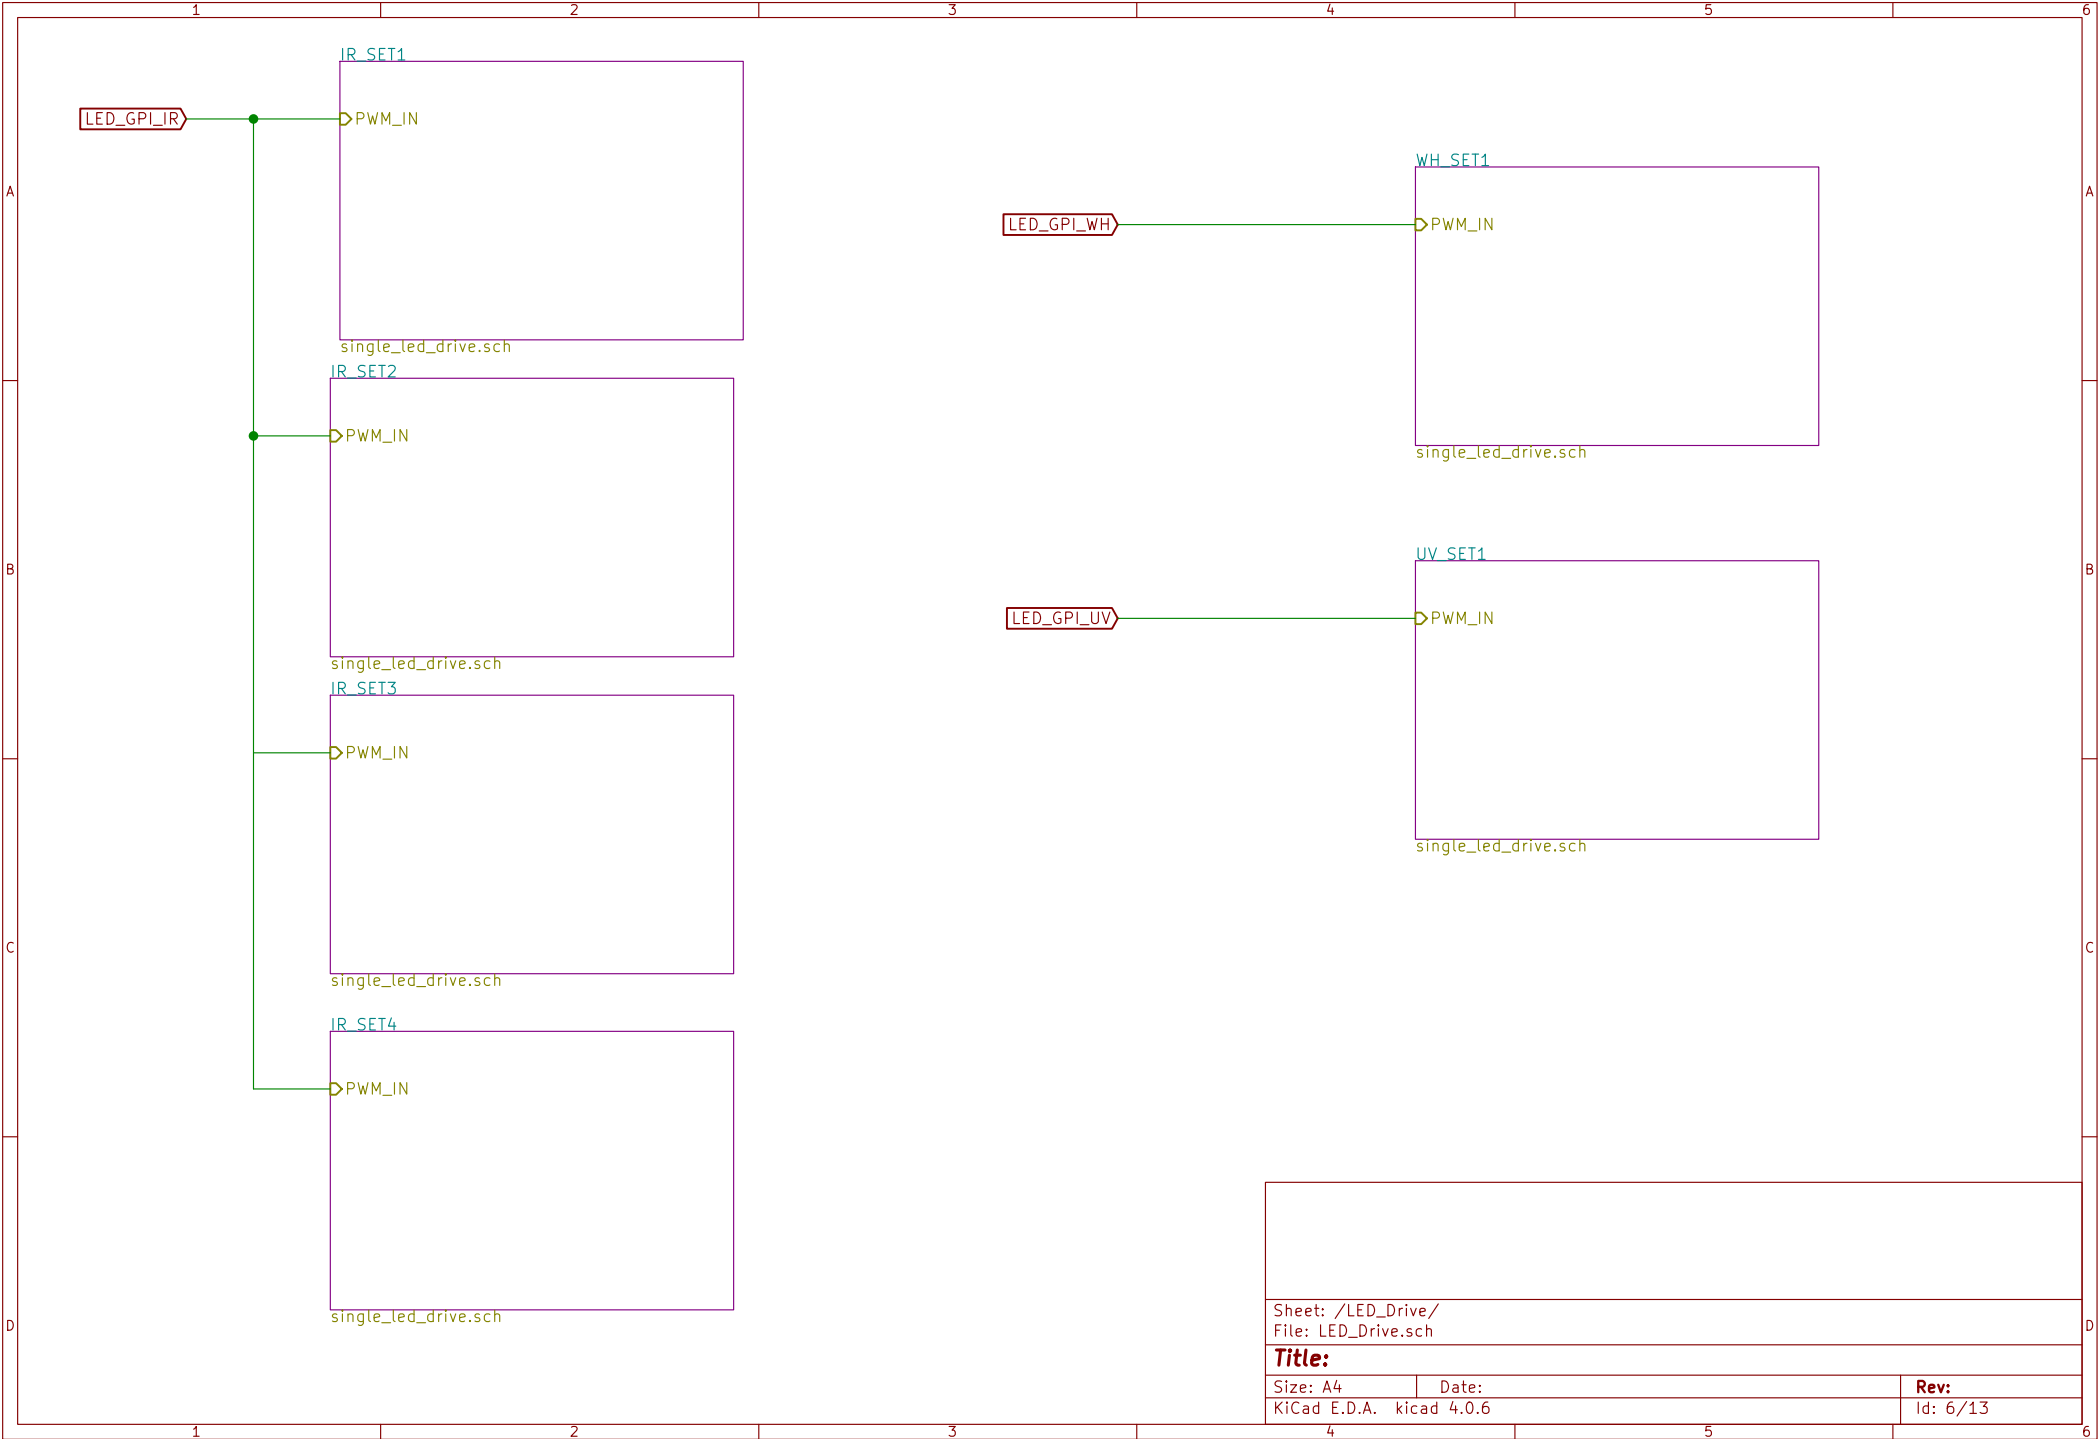 1 2 3 4 5 6
IR_SET1
LED_GPI_IR
PWM_IN
single_led_drive.sch
IR_SET2
PWM_IN
single_led_drive.sch
IR_SET3
PWM_IN
single_led_drive.sch
IR_SET4
PWM_IN
single_led_drive.sch
WH_SET1
LED_GPI_WH
PWM_IN
single_led_drive.sch
UV_SET1
LED_GPI_UV
PWM_IN
single_led_drive.sch
A
B
C
D
A
B
C
D
Sheet: /LED_Drive/
File: LED_Drive.sch
Title:
Size: A4 Date: Rev:
KiCad E.D.A. kicad 4.0.6 Id: 6/13
1 2 3 4 5 6